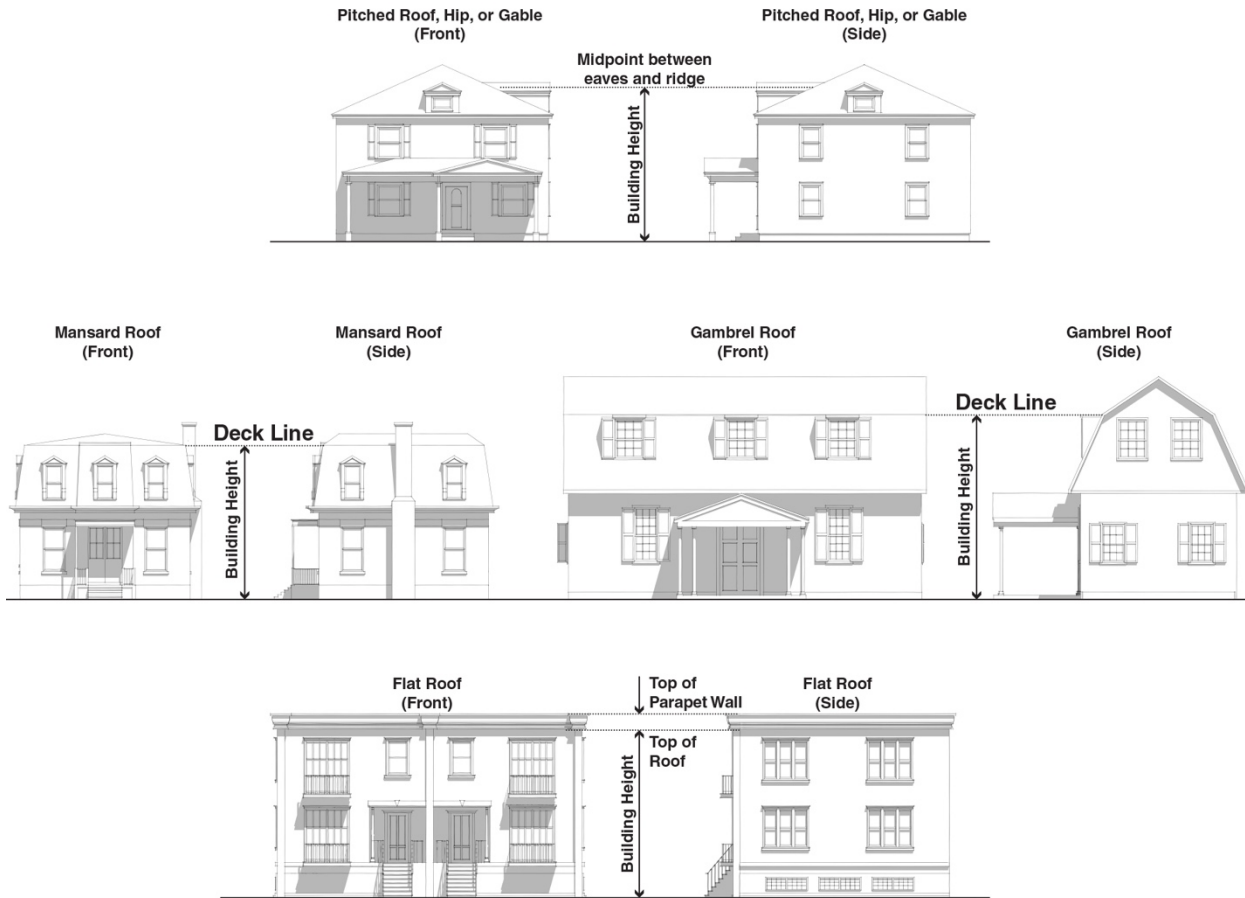 Pitched Roof, Hip, or Gable
(Front)
Pitched Roof, Hip, or Gable
(Side)
Midpoint between
eaves and ridge
Building Height
Mansard Roof
(Front)
Mansard Roof
(Side)
Gambrel Roof
(Front)
Gambrel Roof
(Side)
Deck Line
Building Height
Deck Line
Building Height
Flat Roof
(Front)
Top of
Parapet Wall
Flat Roof
(Side)
Top of
Roof
Building Height